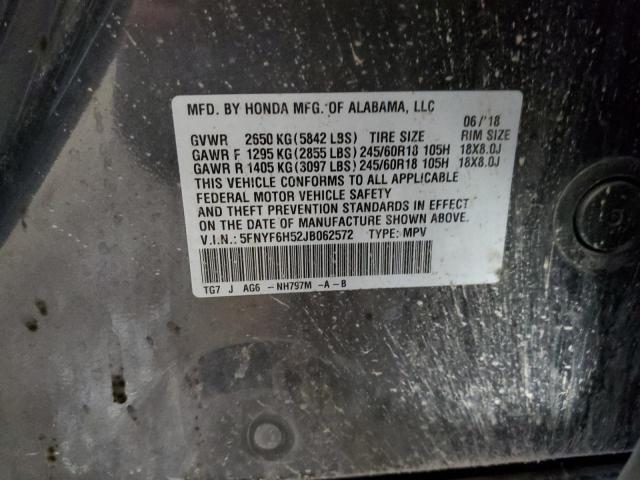 MFD. BY HONDA MFG. OF ALABAMA, LLC
06/'18
GVWR 2650 KG (5842 LBS) TIRE SIZE RIM SIZE
GAWR F 1295 KG (2855 LBS) 245/60R18 105H 18X8.0J
GAWR R 1405 KG (3097 LBS) 245/60R18 105H 18X8.0J
THIS VEHICLE CONFORMS TO ALL APPLICABLE
FEDERAL MOTOR VEHICLE SAFETY
AND THEFT PREVENTION STANDARDS IN EFFECT
ON THE DATE OF MANUFACTURE SHOWN ABOVE.
V.I.N.: 5FNYF6H52JB062572 TYPE: MPV
TG7 J AG6 -NH797M -A-B